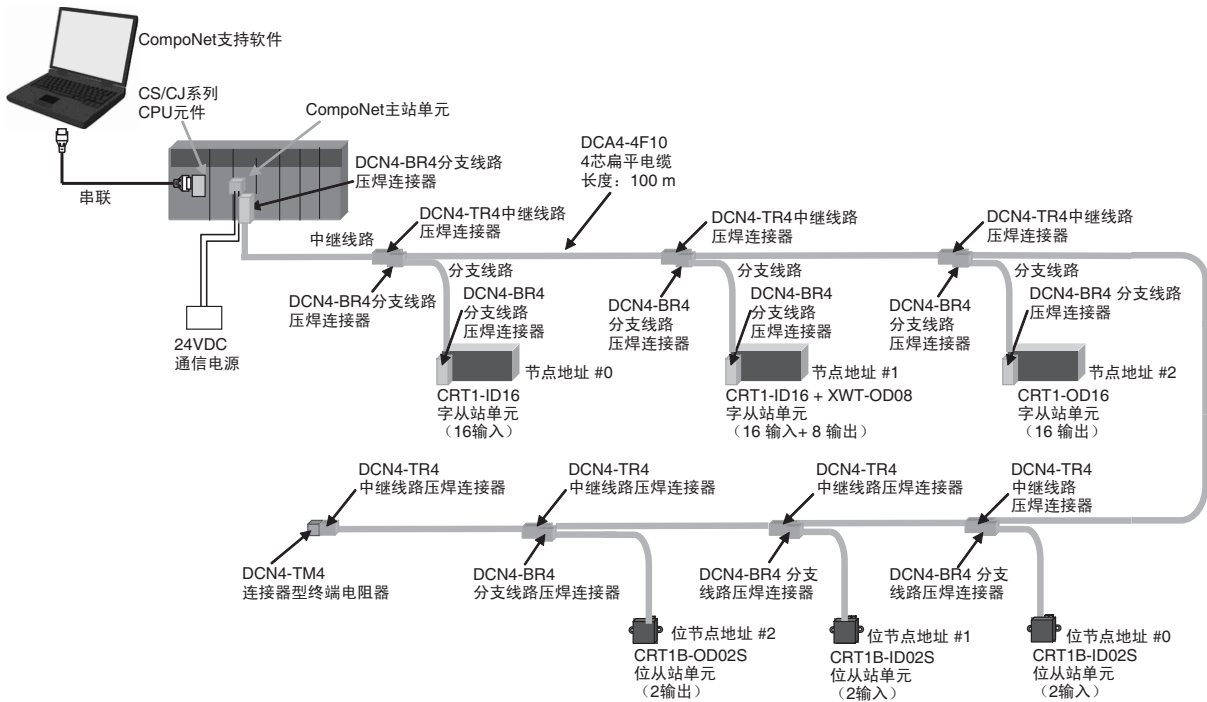 CompoNet支持软件
CS/CJ系列
CPU元件
CompoNet主站单元
DCN4-BR4分支线路
压焊连接器
DCA4-4F10
4芯扁平电缆
长度：100 m
串联
中继线路
DCN4-TR4中继线路
压焊连接器
DCN4-TR4中继线路
压焊连接器
DCN4-TR4中继线路
压焊连接器
分支线路
分支线路
分支线路
24VDC
通信电源
DCN4-BR4分支线路
压焊连接器
DCN4-BR4
分支线路
压焊连接器
DCN4-BR4
分支线路
压焊连接器
DCN4-BR4
分支线路
压焊连接器
DCN4-BR4
分支线路
压焊连接器
DCN4-BR4 分支线路
压焊连接器
节点地址 #0
CRT1-ID16
字从站单元
（16输入）
节点地址 #1
CRT1-ID16 + XWT-OD08
字从站单元
（16 输入+ 8 输出）
节点地址 #2
CRT1-OD16
字从站单元
（16 输出）
DCN4-TR4
中继线路压焊连接器
DCN4-TR4
中继线路压焊连接器
DCN4-TR4
中继线路压焊连接器
DCN4-TR4
中继线路
压焊连接器
DCN4-TM4
连接器型终端电阻器
DCN4-BR4
分支线路压焊连接器
DCN4-BR4 分支
线路压焊连接器
DCN4-BR4 分支
线路压焊连接器
位节点地址 #2
CRT1B-OD02S
位从站单元
（2输出）
位节点地址 #1
CRT1B-ID02S
位从站单元
（2输入）
位节点地址 #0
CRT1B-ID02S
位从站单元
（2输入）